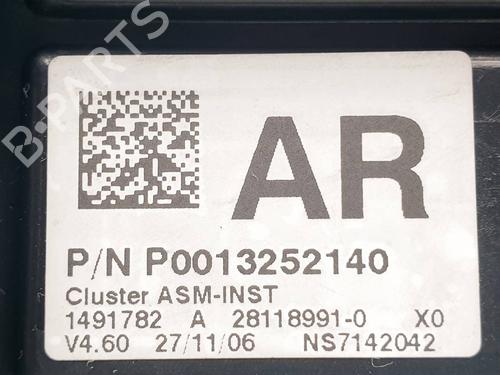 B-PARTS
AR
P/N P0013252140
Cluster ASM-INST
1491782 A 28118991-0 X0
V4.60 27/11/06 NS7142042